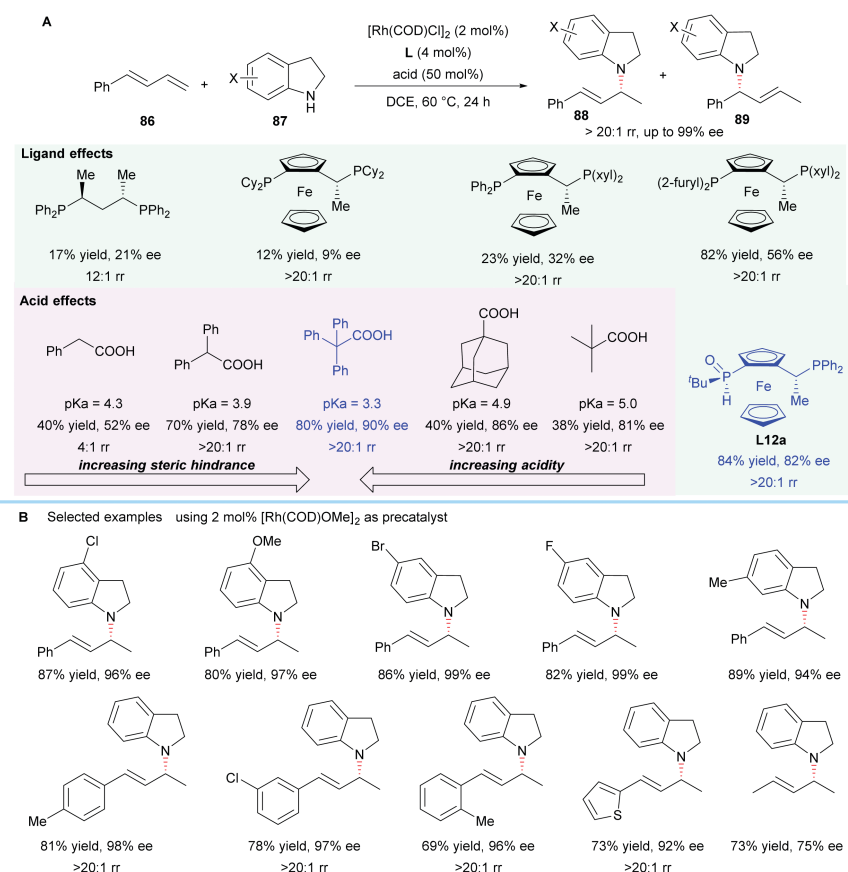 A
[Rh(COD)Cl]2 (2 mol%)
L (4 mol%)
acid (50 mol%)
DCE, 60 °C, 24 h
Ph
86
+
X
N
H
87
X
N
Ph
88
+
X
N
Ph
89
> 20:1 rr, up to 99% ee
Ligand effects
Me Me
Ph2P PPh2
17% yield, 21% ee
12:1 rr
Cy2P PCy2
Fe
Me
12% yield, 9% ee
>20:1 rr
Ph2P P(xyl)2
Fe
Me
23% yield, 32% ee
>20:1 rr
(2-furyl)2P P(xyl)2
Fe
Me
82% yield, 56% ee
>20:1 rr
Acid effects
Ph COOH
pKa = 4.3
40% yield, 52% ee
4:1 rr
Ph
Ph COOH
pKa = 3.9
70% yield, 78% ee
>20:1 rr
Ph
Ph COOH
Ph
pKa = 3.3
80% yield, 90% ee
>20:1 rr
COOH
pKa = 4.9
40% yield, 86% ee
>20:1 rr
COOH
pKa = 5.0
38% yield, 81% ee
>20:1 rr
increasing steric hindrance
increasing acidity
O
tBu P PPh2
H Fe
Me
L12a
84% yield, 82% ee
>20:1 rr
B Selected examples using 2 mol% [Rh(COD)OMe]2 as precatalyst
Cl
N
Ph
87% yield, 96% ee
OMe
N
Ph
80% yield, 97% ee
Br
N
Ph
86% yield, 99% ee
F
N
Ph
82% yield, 99% ee
Me
N
Ph
89% yield, 94% ee
N
Me
81% yield, 98% ee
>20:1 rr
N
Cl
78% yield, 97% ee
>20:1 rr
N
Me
69% yield, 96% ee
>20:1 rr
N
S
73% yield, 92% ee
>20:1 rr
N
73% yield, 75% ee